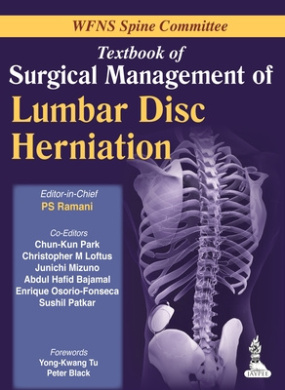 WFNS Spine Committee
Textbook of
Surgical Management of
Lumbar Disc
Herniation
Editor-in-Chief
PS Ramani
Co-Editors
Chun-Kun Park
Christopher M Loftus
Junichi Mizuno
Abdul Hafid Bajamal
Enrique Osorio-Fonseca
Sushil Patkar
Forewords
Yong-Kwang Tu
Peter Black
JAYPEE